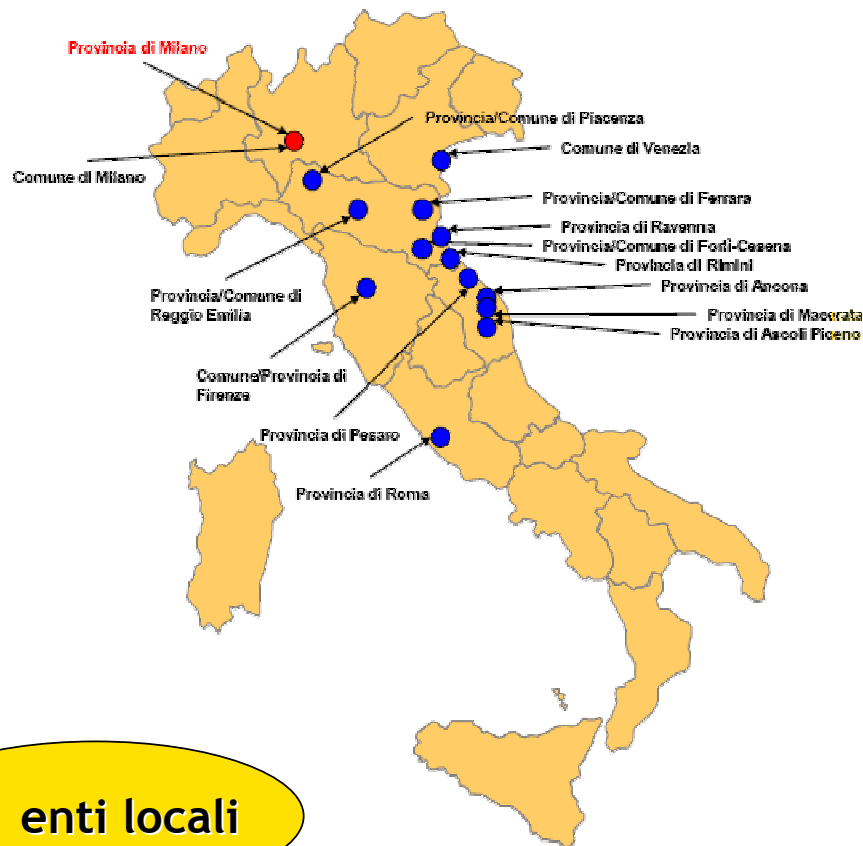 Provincia di Milano
Provincia/Comune di Piacenza
Comune di Venezia
Comune di Milano
Provincia/Comune di Ferrara
Provincia di Ravenna
Provincia/Comune di Forlì-Cesena
Provincia di Rimini
Provincia di Ancona
Provincia/Comune di
Reggio Emilia
Provincia di Macerata
Provincia di Ascoli Piceno
Comune/Provincia di
Firenze
Provincia di Pesaro
Provincia di Roma
enti locali